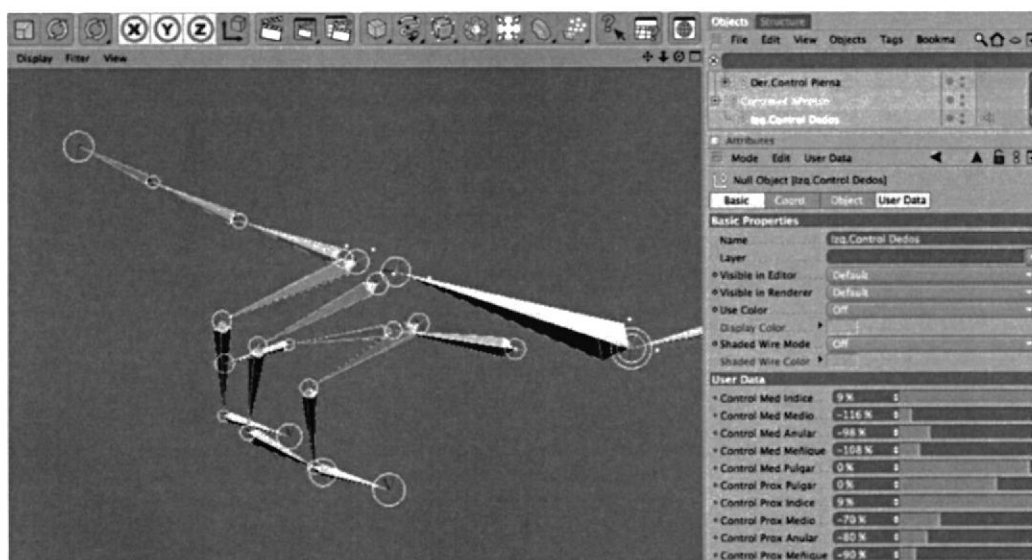 X Y Z
Display Filter View
Objects Structure
File Edit View Objects Tags Bookma
Der.Control Pierna
Izq.Control Dedos
Attributes
Mode Edit User Data
Null Object [Izq.Control Dedos]
Basic Coord. Object User Data
Basic Properties
Name Izq.Control Dedos
Layer
Visible in Editor Default
Visible in Renderer Default
Use Color Off
Display Color
Shaded Wire Mode Off
Shaded Wire Color
User Data
Control Med Indice 9 %
Control Med Medio -116 %
Control Med Anular -98 %
Control Med Meñique -108 %
Control Med Pulgar 0 %
Control Prox Pulgar 0 %
Control Prox Indice 9 %
Control Prox Medio -70 %
Control Prox Anular -80 %
Control Prox Meñique -90 %